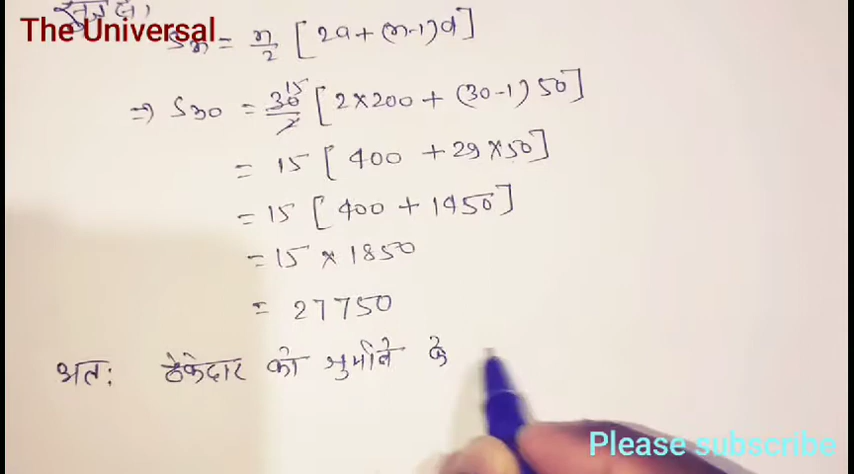 सूत्र से,
The Universal
Sn = n/2 [2a + (n-1)d]
⇒ S30 = 30/2 15 [2×200 + (30-1) 50]
= 15 [400 + 29×50]
= 15 [400 + 1450]
= 15 × 1850
= 27750
अत: ठेकेदार को जुर्माने के
Please subscribe